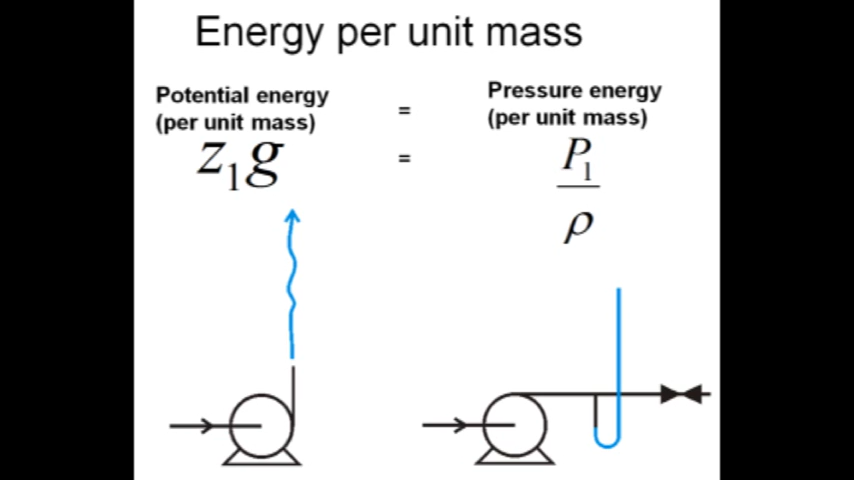 Energy per unit mass
Potential energy = Pressure energy
(per unit mass) (per unit mass)
z₁g = P₁/ρ